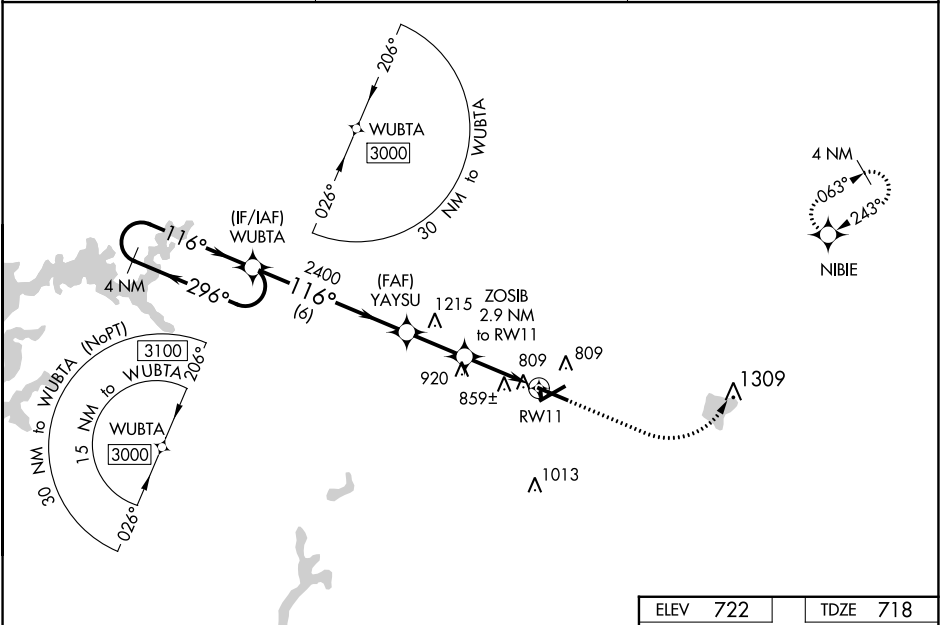 206°
WUBTA
3000
026°
30 NM to WUBTA
4 NM
063°
243°
NIBIE
(IF/IAF)
WUBTA
116°
4 NM
296°
2400
116°
(6)
(FAF)
YAYSU
1215
ZOSIB
2.9 NM
to RW11
809
809
920
859±
RW11
1309
1013
30 NM to WUBTA (NoPT)
3100
206°
15 NM to WUBTA
WUBTA
3000
026°
ELEV 722
TDZE 718